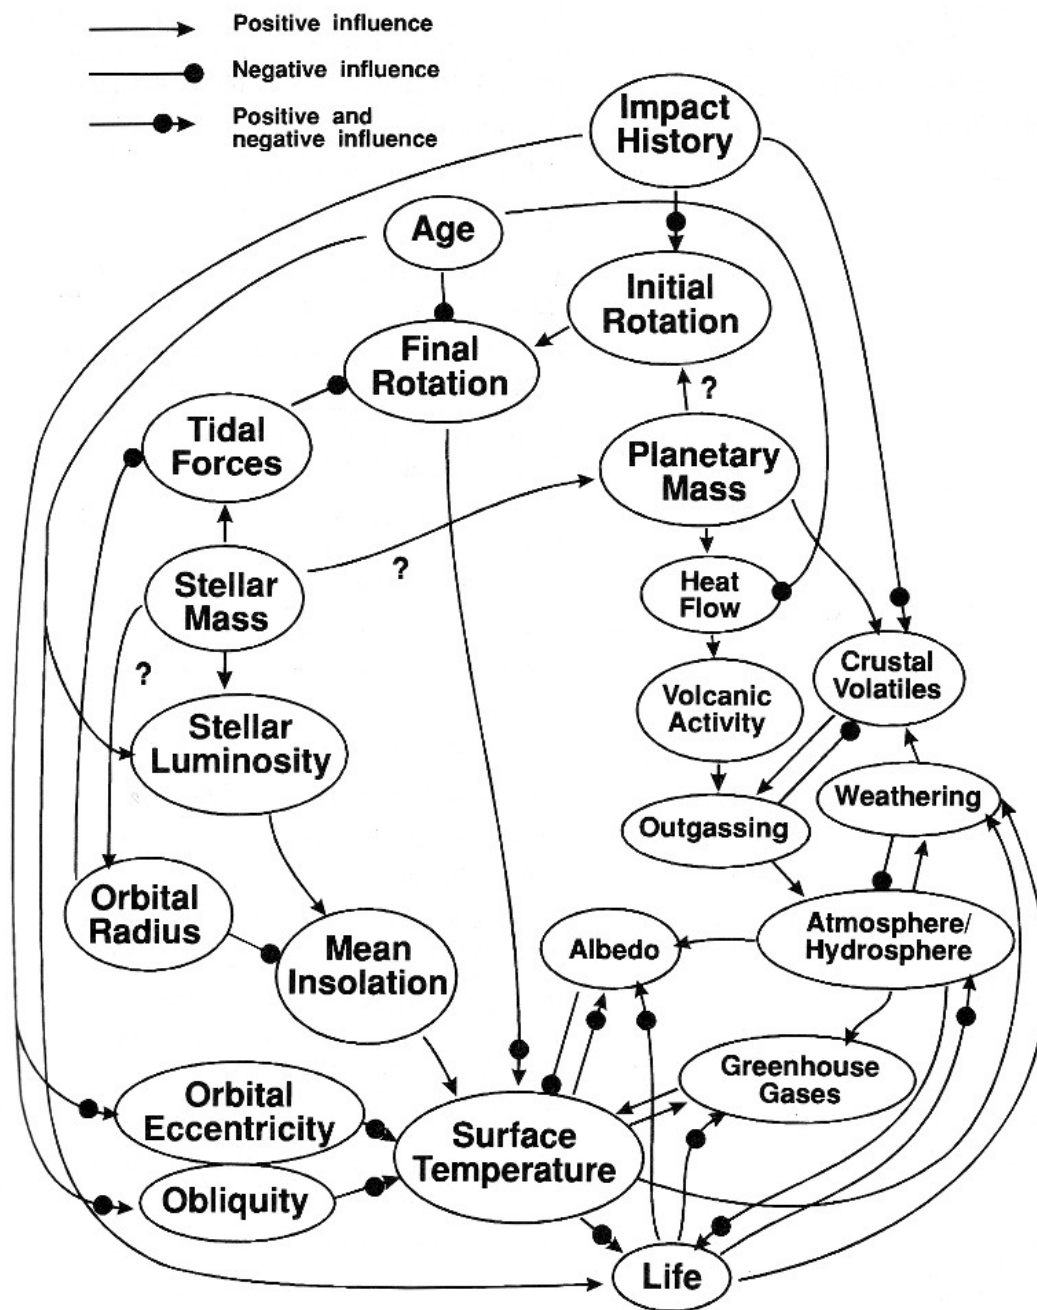 Positive influence
Negative influence
Positive and
negative influence
Impact
History
Age
Initial
Rotation
Final
Rotation
?
Tidal
Forces
Planetary
Mass
?
Stellar
Mass
Heat
Flow
?
Crustal
Volatiles
Volcanic
Activity
Stellar
Luminosity
Weathering
Outgassing
Orbital
Radius
Atmosphere/
Hydrosphere
Mean
Insolation
Albedo
Greenhouse
Gases
Orbital
Eccentricity
Surface
Temperature
Obliquity
Life